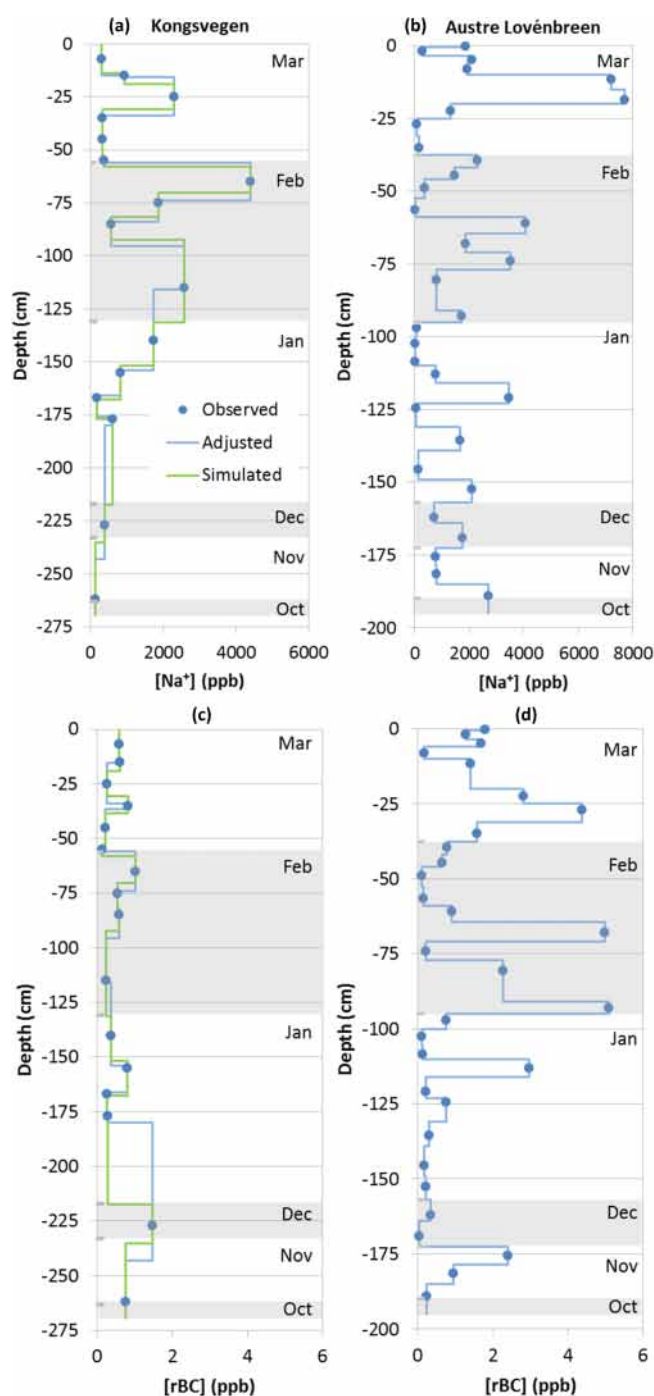 (a) Kongsvegen
(b) Austre Lovénbreen
0
-25
-50
-75
-100
-125
-150
-175
-200
-225
-250
-275
Depth (cm)
Mar
Feb
Jan
Dec
Nov
Oct
Observed
Adjusted
Simulated
0 2000 4000 6000
[Na⁺] (ppb)
0
-25
-50
-75
-100
-125
-150
-175
-200
Depth (cm)
Mar
Feb
Jan
Dec
Nov
Oct
0 2000 4000 6000 8000
[Na⁺] (ppb)
(c)
0
-25
-50
-75
-100
-125
-150
-175
-200
-225
-250
-275
Depth (cm)
Mar
Feb
Jan
Dec
Nov
Oct
0 2 4 6
[rBC] (ppb)
(d)
0
-25
-50
-75
-100
-125
-150
-175
-200
Depth (cm)
Mar
Feb
Jan
Dec
Nov
Oct
0 2 4 6
[rBC] (ppb)